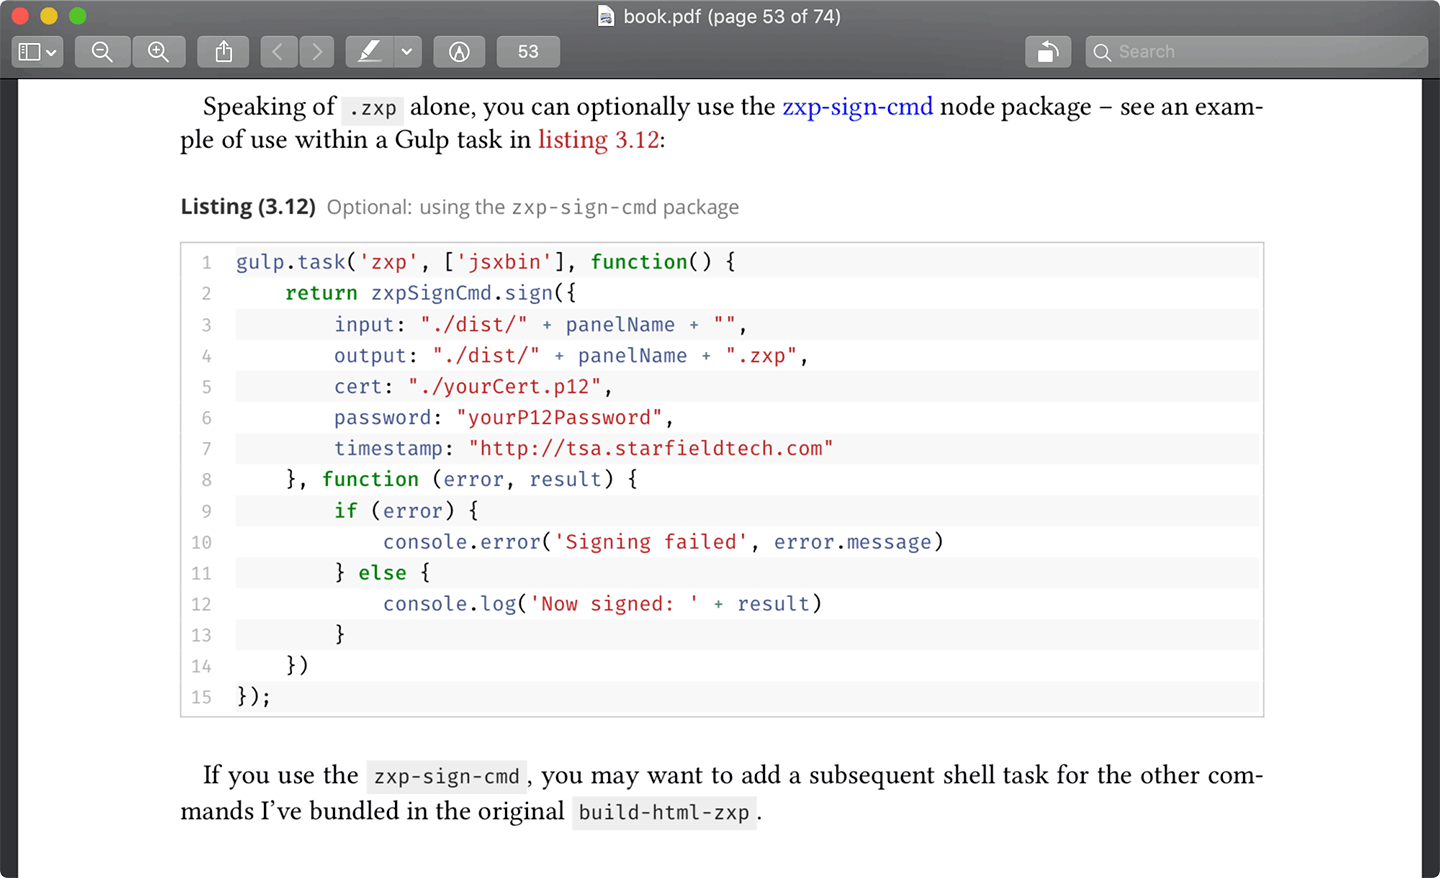 book.pdf (page 53 of 74)
53
Search
Speaking of .zxp alone, you can optionally use the zxp-sign-cmd node package – see an exam-
ple of use within a Gulp task in listing 3.12:
Listing (3.12) Optional: using the zxp-sign-cmd package
1 gulp.task('zxp', ['jsxbin'], function() {
2     return zxpSignCmd.sign({
3         input: "./dist/" + panelName + "",
4         output: "./dist/" + panelName + ".zxp",
5         cert: "./yourCert.p12",
6         password: "yourP12Password",
7         timestamp: "http://tsa.starfieldtech.com"
8     }, function (error, result) {
9         if (error) {
10             console.error('Signing failed', error.message)
11         } else {
12             console.log('Now signed: ' + result)
13         }
14     })
15 });
If you use the zxp-sign-cmd, you may want to add a subsequent shell task for the other com-
mands I’ve bundled in the original build-html-zxp.